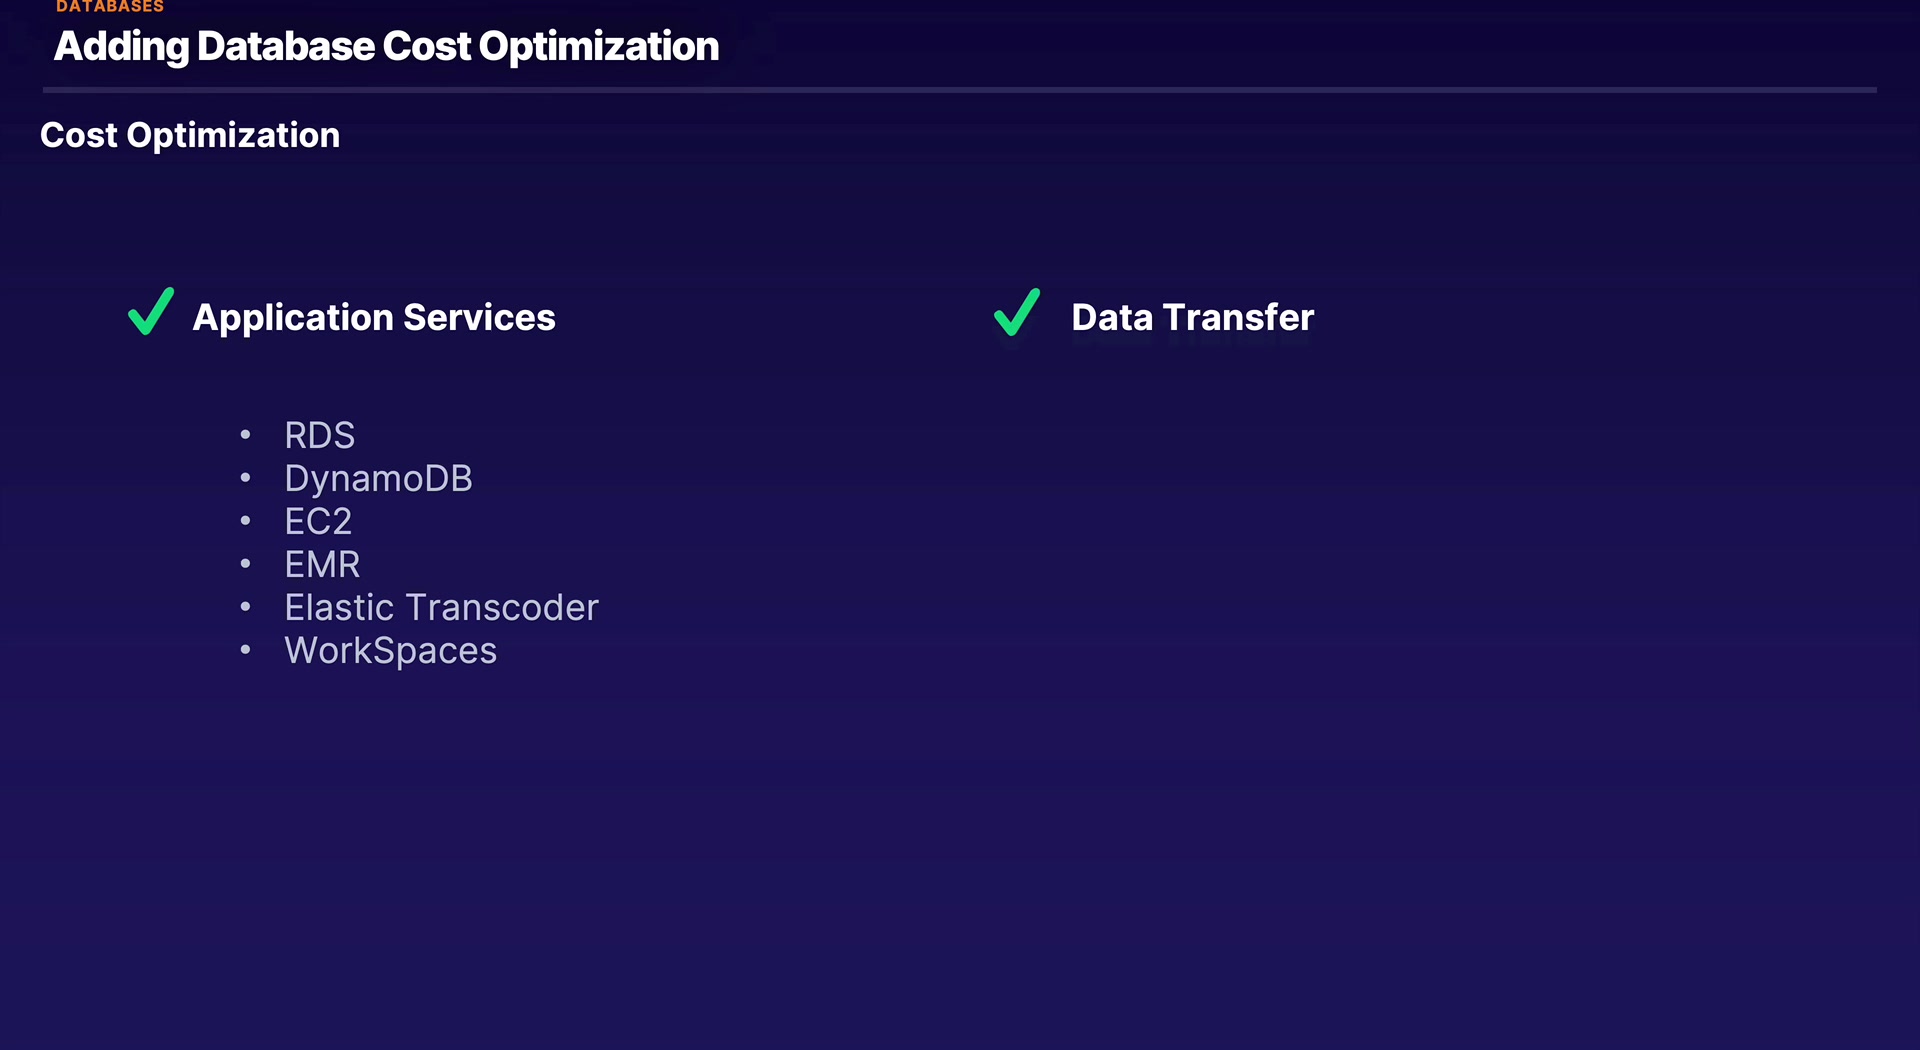 DATABASES
Adding Database Cost Optimization
Cost Optimization
Application Services
Data Transfer
• RDS
• DynamoDB
• EC2
• EMR
• Elastic Transcoder
• WorkSpaces